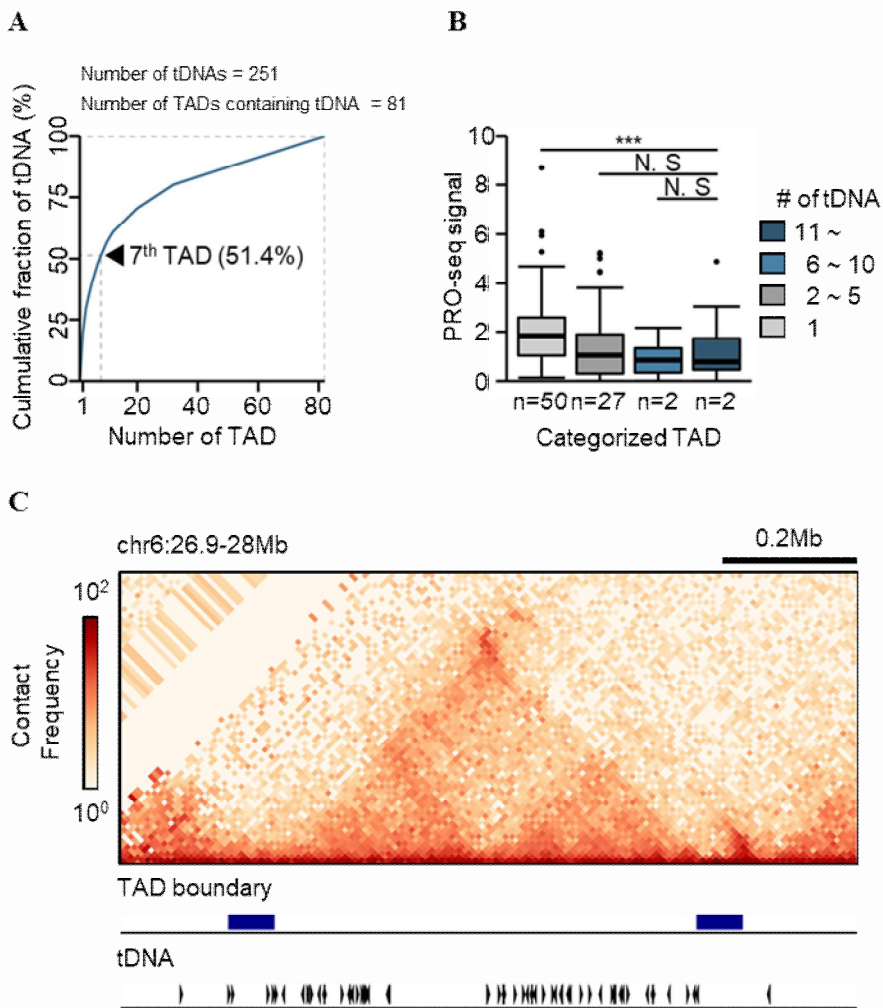 A
Number of tDNAs = 251
Number of TADs containing tDNA = 81
Culmulative fraction of tDNA (%)
100
75
50
25
0
7th TAD (51.4%)
1 20 40 60 80
Number of TAD
B
PRO-seq signal
10
8
6
4
2
0
***
N. S
N. S
n=50 n=27 n=2 n=2
Categorized TAD
# of tDNA
11 ~
6 ~ 10
2 ~ 5
1
C
chr6:26.9-28Mb
0.2Mb
Contact
Frequency
10²
10⁰
TAD boundary
tDNA